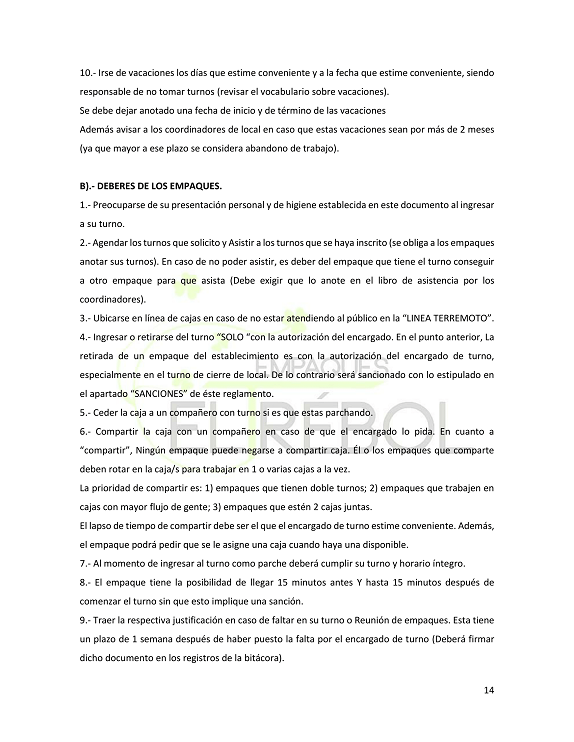 10.- Irse de vacaciones los días que estime conveniente y a la fecha que estime conveniente, siendo
responsable de no tomar turnos (revisar el vocabulario sobre vacaciones).
Se debe dejar anotado una fecha de inicio y de término de las vacaciones
Además avisar a los coordinadores de local en caso que estas vacaciones sean por más de 2 meses
(ya que mayor a ese plazo se considera abandono de trabajo).
B).- DEBERES DE LOS EMPAQUES.
1.- Preocuparse de su presentación personal y de higiene establecida en este documento al ingresar
a su turno.
2.- Agendar los turnos que solicito y Asistir a los turnos que se haya inscrito (se obliga a los empaques
anotar sus turnos). En caso de no poder asistir, es deber del empaque que tiene el turno conseguir
a otro empaque para que asista (Debe exigir que lo anote en el libro de asistencia por los
coordinadores).
3.- Ubicarse en línea de cajas en caso de no estar atendiendo al público en la “LINEA TERREMOTO”.
4.- Ingresar o retirarse del turno “SOLO “con la autorización del encargado. En el punto anterior, La
retirada de un empaque del establecimiento es con la autorización del encargado de turno,
especialmente en el turno de cierre de local. De lo contrario será sancionado con lo estipulado en
el apartado “SANCIONES” de éste reglamento.
5.- Ceder la caja a un compañero con turno si es que estas parchando.
6.- Compartir la caja con un compañero en caso de que el encargado lo pida. En cuanto a
“compartir”, Ningún empaque puede negarse a compartir caja. Él o los empaques que comparte
deben rotar en la caja/s para trabajar en 1 o varias cajas a la vez.
La prioridad de compartir es: 1) empaques que tienen doble turnos; 2) empaques que trabajen en
cajas con mayor flujo de gente; 3) empaques que estén 2 cajas juntas.
El lapso de tiempo de compartir debe ser el que el encargado de turno estime conveniente. Además,
el empaque podrá pedir que se le asigne una caja cuando haya una disponible.
7.- Al momento de ingresar al turno como parche deberá cumplir su turno y horario íntegro.
8.- El empaque tiene la posibilidad de llegar 15 minutos antes Y hasta 15 minutos después de
comenzar el turno sin que esto implique una sanción.
9.- Traer la respectiva justificación en caso de faltar en su turno o Reunión de empaques. Esta tiene
un plazo de 1 semana después de haber puesto la falta por el encargado de turno (Deberá firmar
dicho documento en los registros de la bitácora).
EMPAQUES
EL TRÉBOL
14